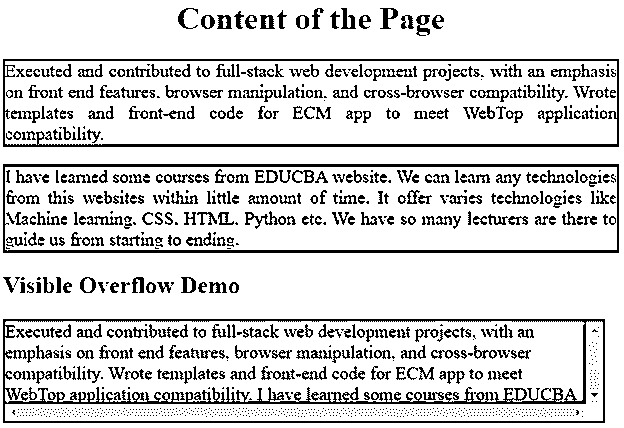 Content of the Page
Executed and contributed to full-stack web development projects, with an emphasis
on front end features, browser manipulation, and cross-browser compatibility. Wrote
templates and front-end code for ECM app to meet WebTop application
compatibility.
I have learned some courses from EDUCBA website. We can learn any technologies
from this websites within little amount of time. It offer varies technologies like
Machine learning, CSS, HTML, Python etc. We have so many lecturers are there to
guide us from starting to ending.
Visible Overflow Demo
Executed and contributed to full-stack web development projects, with an
emphasis on front end features, browser manipulation, and cross-browser
compatibility. Wrote templates and front-end code for ECM app to meet
WebTop application compatibility. I have learned some courses from EDUCBA